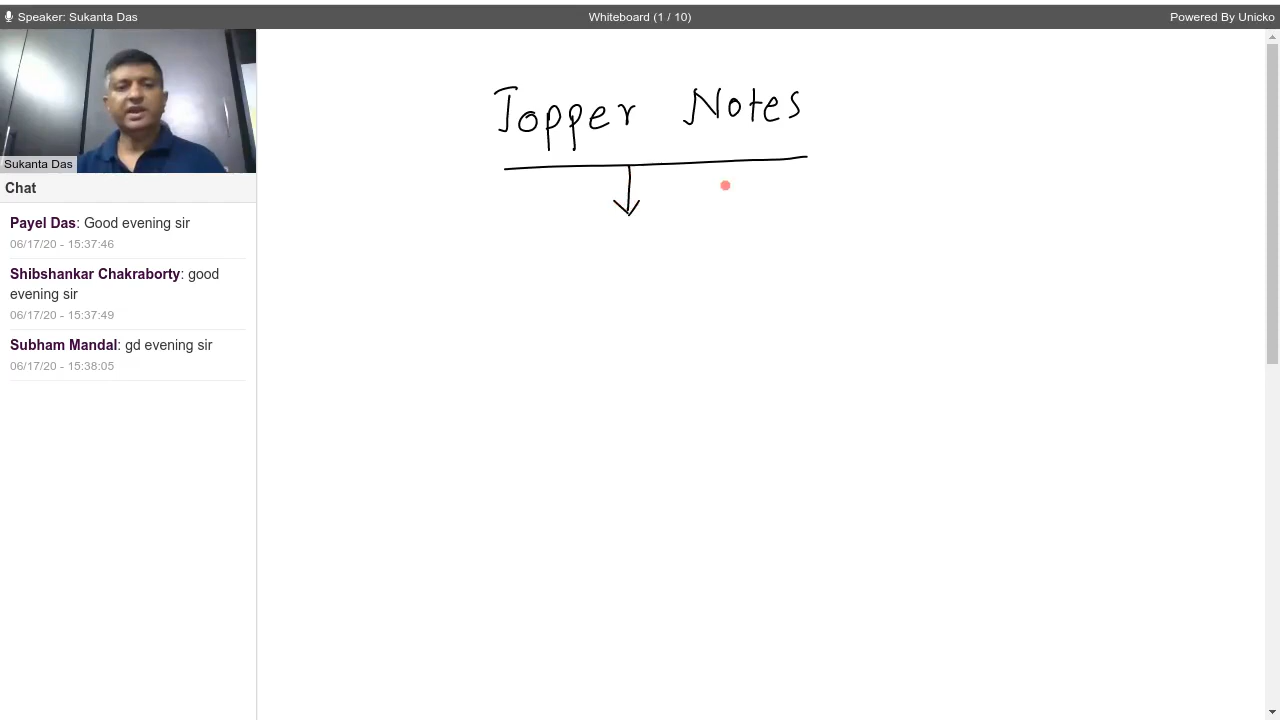 Speaker: Sukanta Das
Whiteboard (1 / 10)
Powered By Unicko
Sukanta Das
Chat
Payel Das: Good evening sir
06/17/20 - 15:37:46
Shibshankar Chakraborty: good
evening sir
06/17/20 - 15:37:49
Subham Mandal: gd evening sir
06/17/20 - 15:38:05
Topper Notes